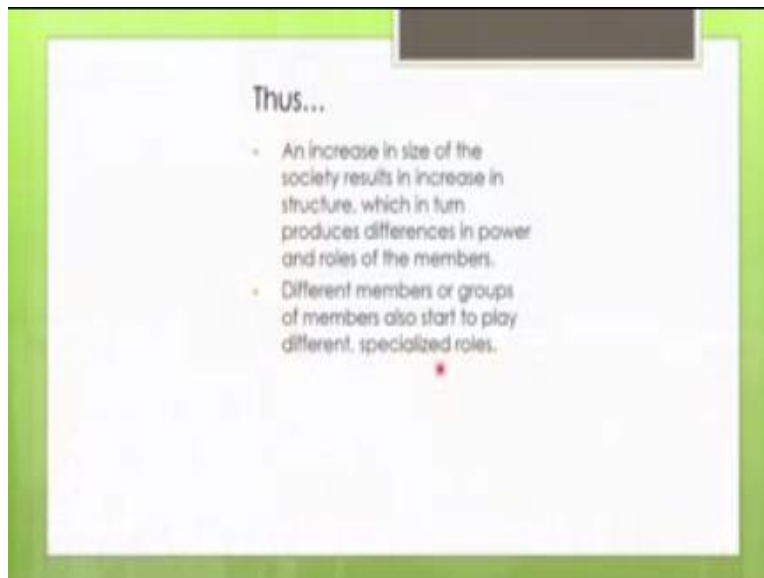 Thus...
• An increase in size of the
society results in increase in
structure, which in turn
produces differences in power
and roles of the members.
• Different members or groups
of members also start to play
different, specialized roles.